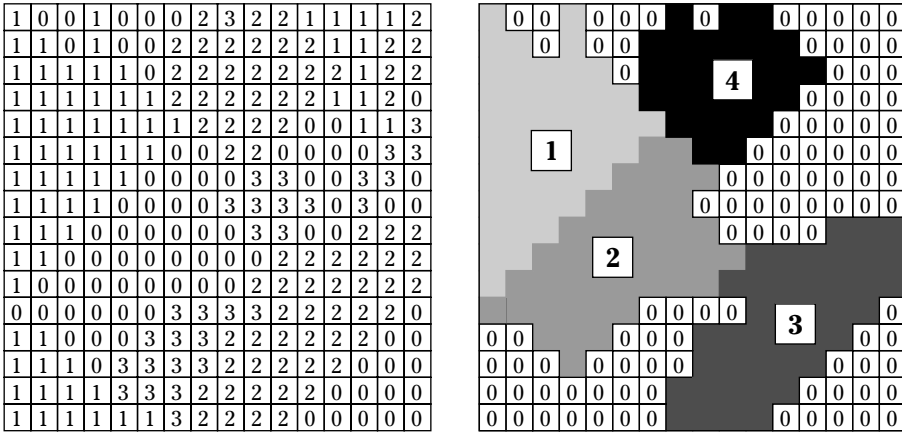 1 0 0 1 0 0 0 2 3 2 2 1 1 1 1 2
1 1 0 1 0 0 2 2 2 2 2 2 1 1 2 2
1 1 1 1 1 0 2 2 2 2 2 2 2 1 2 2
1 1 1 1 1 1 2 2 2 2 2 2 1 1 2 0
1 1 1 1 1 1 1 2 2 2 2 0 0 1 1 3
1 1 1 1 1 1 0 0 2 2 0 0 0 0 3 3
1 1 1 1 1 0 0 0 0 3 3 0 0 3 3 0
1 1 1 1 0 0 0 0 3 3 3 3 0 3 0 0
1 1 1 0 0 0 0 0 0 3 3 0 0 2 2 2
1 1 0 0 0 0 0 0 0 0 2 2 2 2 2 2
1 0 0 0 0 0 0 0 0 2 2 2 2 2 2 2
0 0 0 0 0 0 3 3 3 3 2 2 2 2 2 0
1 1 0 0 0 3 3 3 2 2 2 2 2 2 0 0
1 1 1 0 3 3 3 3 2 2 2 2 2 0 0 0
1 1 1 1 3 3 3 2 2 2 2 2 0 0 0 0
1 1 1 1 1 1 3 2 2 2 2 0 0 0 0 0
0 0 0 0 0 0 0 0 0 0 0
0 0 0 0 0 0 0
0 4 0 0 0
0 0 0 0
0 0 0 0 0
1 0 0 0 0 0 0
0 0 0 0 0 0 0
0 0 0 0 0 0 0 0
0 0 0 0
2
0 0 0 0 0
3
0 0 0 0 0 0 0
0 0 0 0 0 0 0 0 0 0
0 0 0 0 0 0 0 0 0 0 0
0 0 0 0 0 0 0 0 0 0 0 0